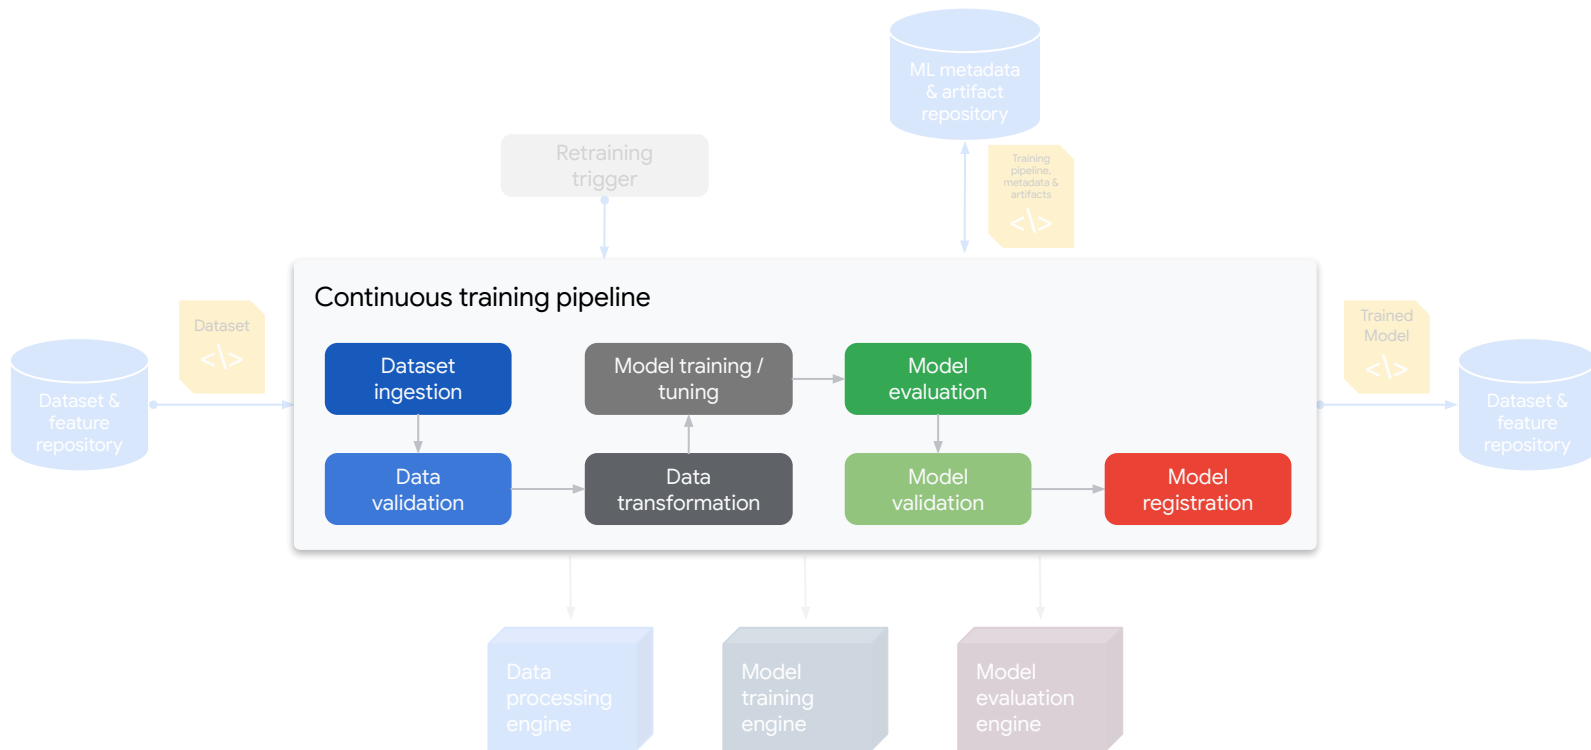 ML metadata
& artifact
repository
Retraining
trigger
Training
pipeline,
metadata &
artifacts
</>
Continuous training pipeline
Dataset
</>
Dataset &
feature
repository
Dataset
ingestion
Data
validation
Model training /
tuning
Data
transformation
Model
evaluation
Model
validation
Model
registration
Trained
Model
</>
Dataset &
feature
repository
Data
processing
engine
Model
training
engine
Model
evaluation
engine